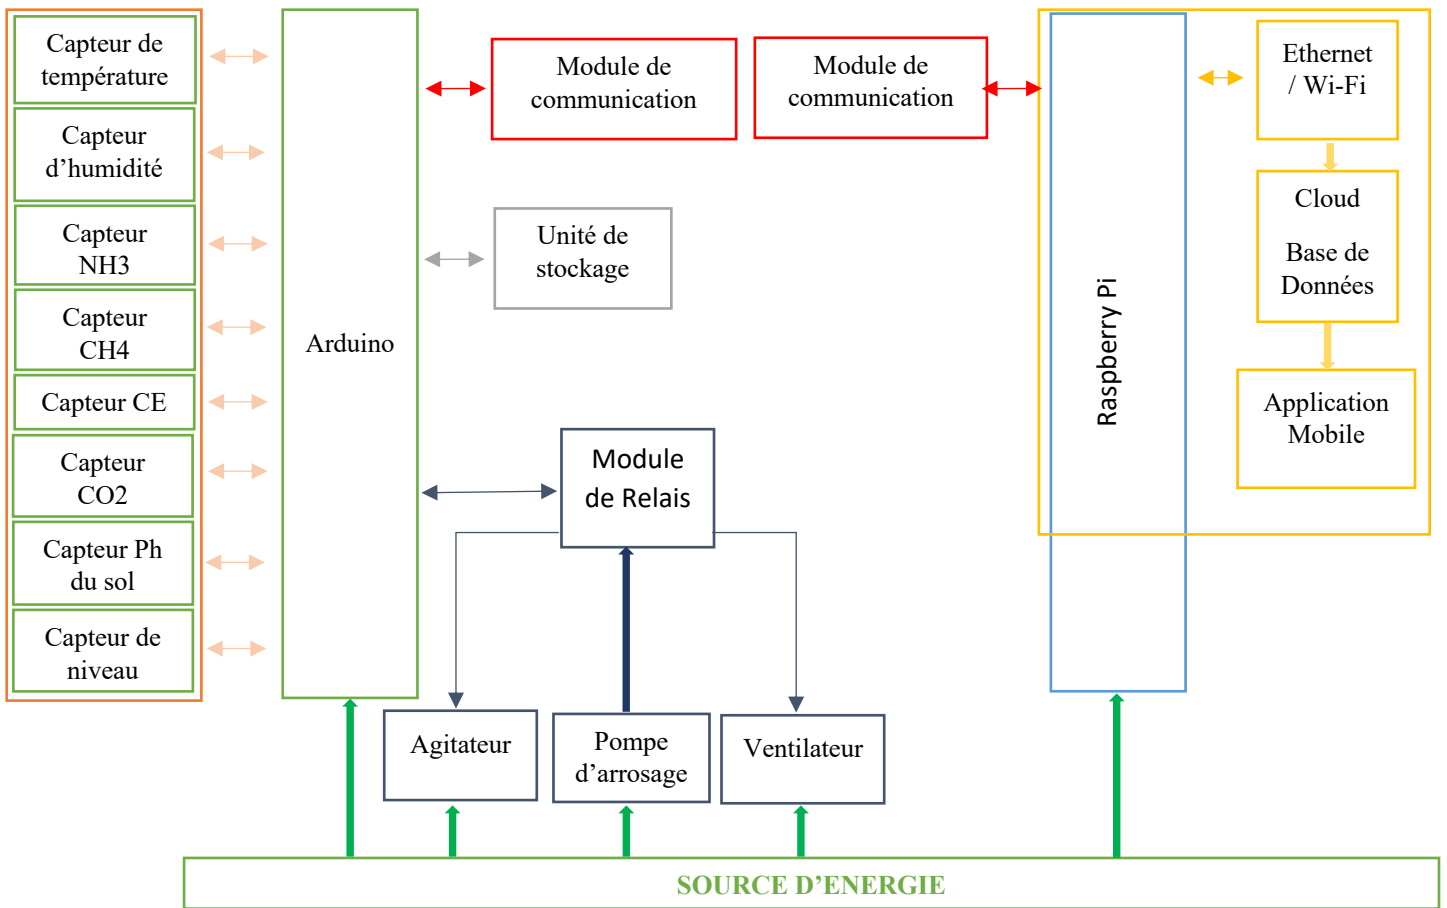 Capteur de
température
Capteur
d’humidité
Capteur
NH3
Capteur
CH4
Capteur CE
Capteur
CO2
Capteur Ph
du sol
Capteur de
niveau
Arduino
Module de
communication
Module de
communication
Unité de
stockage
Module
de Relais
Agitateur
Pompe
d’arrosage
Ventilateur
Raspberry Pi
Ethernet
/ Wi-Fi
Cloud
Base de
Données
Application
Mobile
SOURCE D’ENERGIE